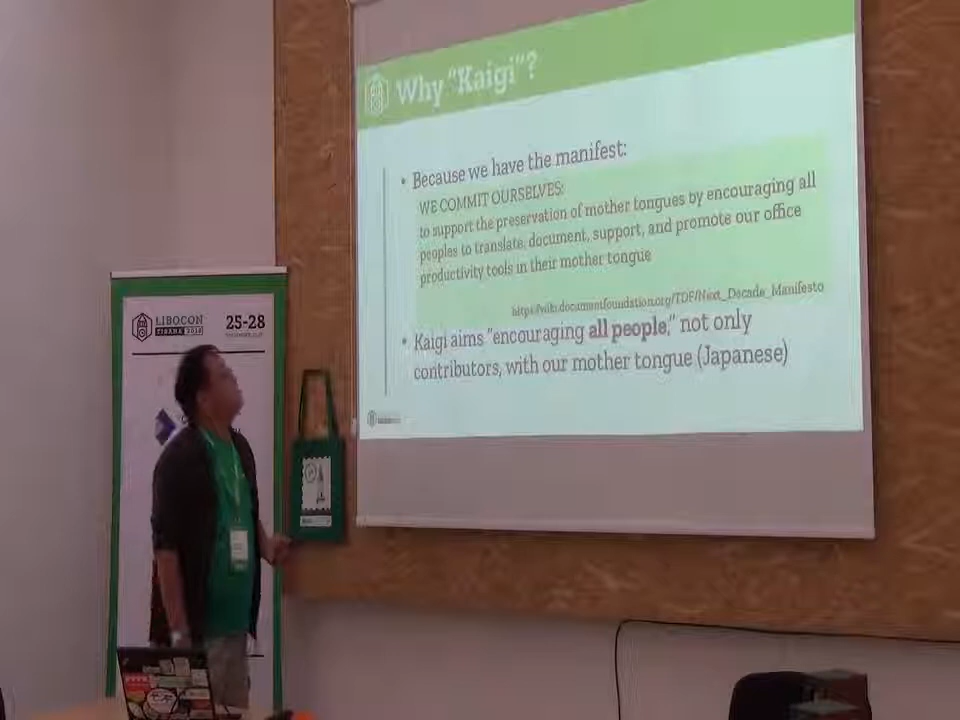 Why "Kaigi"?
• Because we have the manifest:
WE COMMIT OURSELVES:
to support the preservation of mother tongues by encouraging all
peoples to translate, document, support, and promote our office
productivity tools in their mother tongue
https://wiki.documentfoundation.org/TDF/Next_Decade_Manifesto
• Kaigi aims "encouraging all people," not only
contributors, with our mother tongue (Japanese)
LIBOCON
TIRANA 2018
25-28